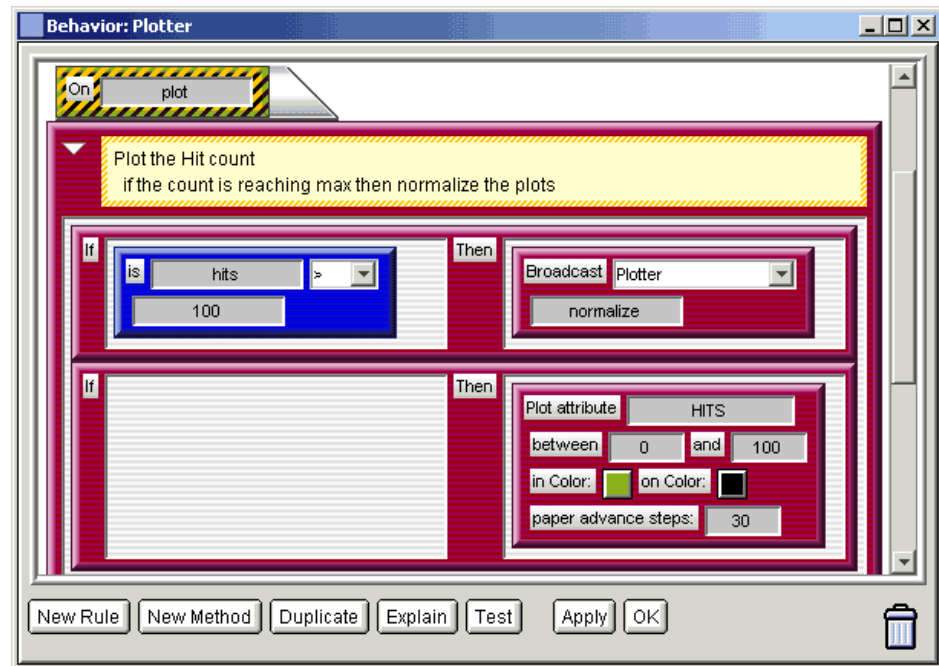 Behavior: Plotter
On plot
Plot the Hit count
if the count is reaching max then normalize the plots
If is hits > Then Broadcast Plotter
100 normalize
If Then Plot attribute HITS
between 0 and 100
in Color: on Color:
paper advance steps: 30
New Rule New Method Duplicate Explain Test Apply OK